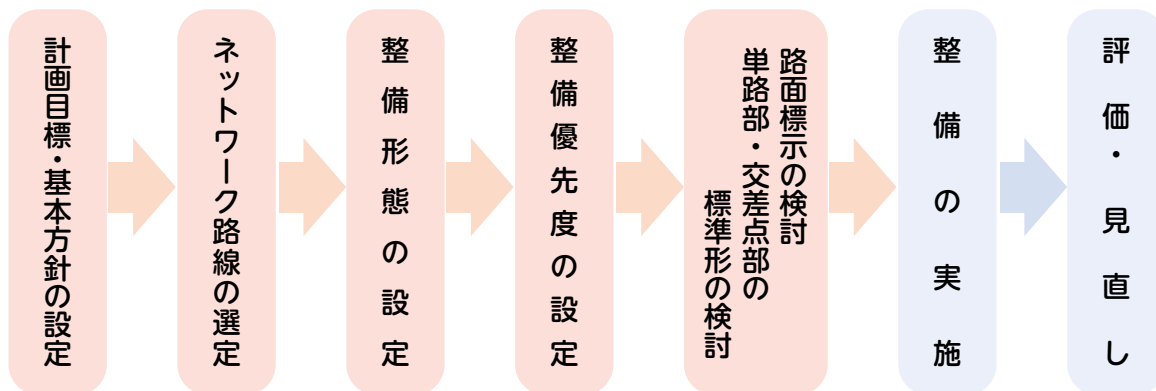 計画目標・基本方針の設定
ネットワーク路線の選定
整備形態の設定
整備優先度の設定
路面標示の検討
単路部・交差点部の
標準形の検討
整備の実施
評価・見直し